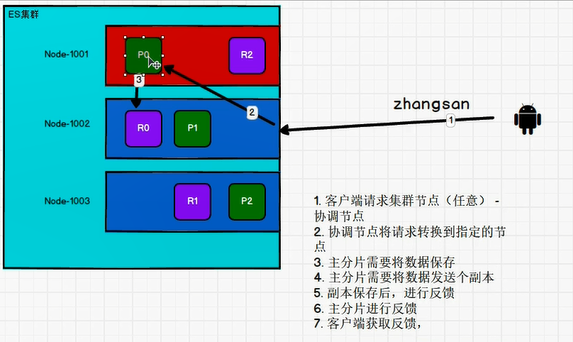 ES集群
Node-1001
P0
R2
3
2
zhangsan
1
Node-1002
R0
P1
Node-1003
R1
P2
1. 客户端请求集群节点（任意） -
协调节点
2. 协调节点将请求转换到指定的节
点
3. 主分片需要将数据保存
4. 主分片需要将数据发送个副本
5. 副本保存后，进行反馈
6. 主分片进行反馈
7. 客户端获取反馈，